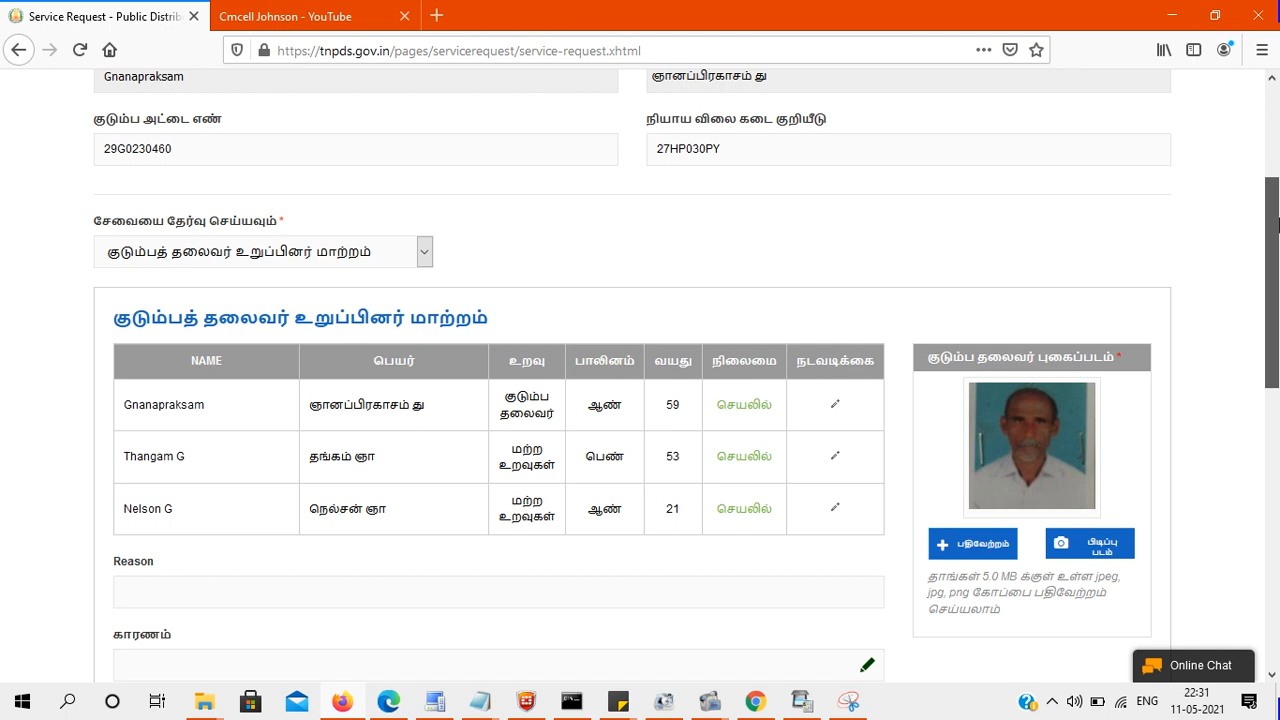 Service Request - Public Distrib
Cmcell Johnson - YouTube
https://tnpds.gov.in/pages/servicerequest/service-request.xhtml
Gnanapraksam
ஞானப்பிரகாசம் து
குடும்ப அட்டை எண்
நியாய விலை கடை குறியீடு
29G0230460
27HP030PY
சேவையை தேர்வு செய்யவும் *
குடும்பத் தலைவர் உறுப்பினர் மாற்றம்
குடும்பத் தலைவர் உறுப்பினர் மாற்றம்
NAME பெயர் உறவு பாலினம் வயது நிலைமை நடவடிக்கை
Gnanapraksam ஞானப்பிரகாசம் து குடும்ப தலைவர் ஆண் 59 செயலில்
Thangam G தங்கம் ஞா மற்ற உறவுகள் பெண் 53 செயலில்
Nelson G நெல்சன் ஞா மற்ற உறவுகள் ஆண் 21 செயலில்
குடும்ப தலைவர் புகைப்படம் *
பதிவேற்றம்
பிடிப்பு படம்
தாங்கள் 5.0 MB க்குள் உள்ள jpeg,
jpg, png கோப்பை பதிவேற்றம்
செய்யலாம்
Reason
காரணம்
Online Chat
ENG
22:31
11-05-2021